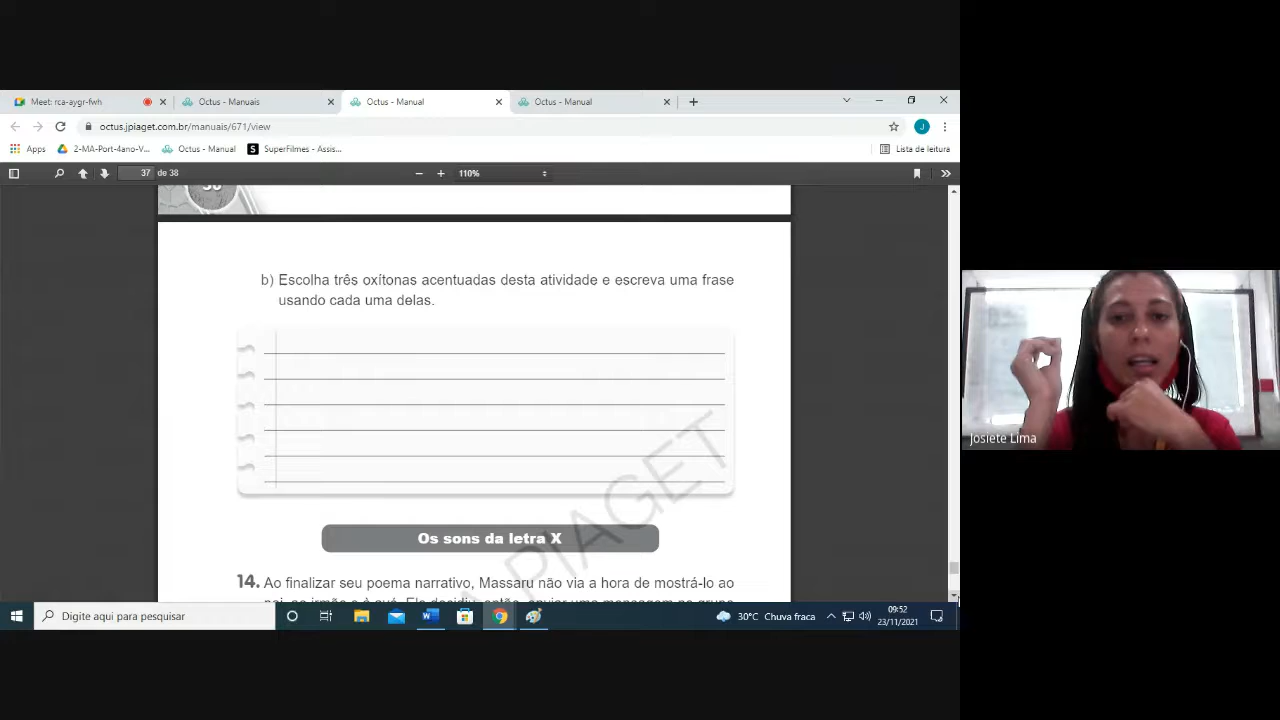 Meet: rca-aygr-fwh
Octus - Manuais
Octus - Manual
Octus - Manual
octus.jpiaget.com.br/manuais/671/view
Apps
2-MA-Port-4ano-V...
Octus - Manual
SuperFilmes - Assis...
Lista de leitura
37 de 38
110%
b) Escolha três oxítonas acentuadas desta atividade e escreva uma frase
usando cada uma delas.
PIAGET
Os sons da letra X
14. Ao finalizar seu poema narrativo, Massaru não via a hora de mostrá-lo ao
Josiete Lima
Digite aqui para pesquisar
30°C Chuva fraca
09:52
23/11/2021